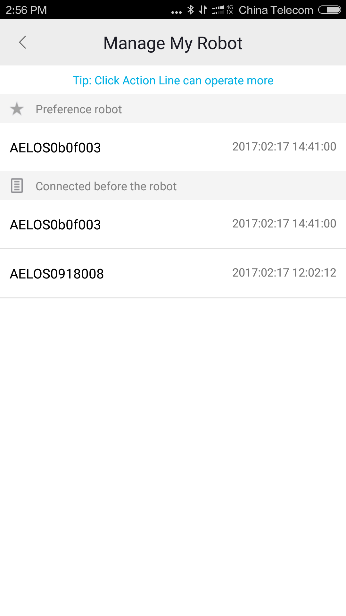 2:56 PM
... 4G 1X China Telecom
Manage My Robot
Tip: Click Action Line can operate more
Preference robot
AELOS0b0f003 2017:02:17 14:41:00
Connected before the robot
AELOS0b0f003 2017:02:17 14:41:00
AELOS0918008 2017:02:17 12:02:12